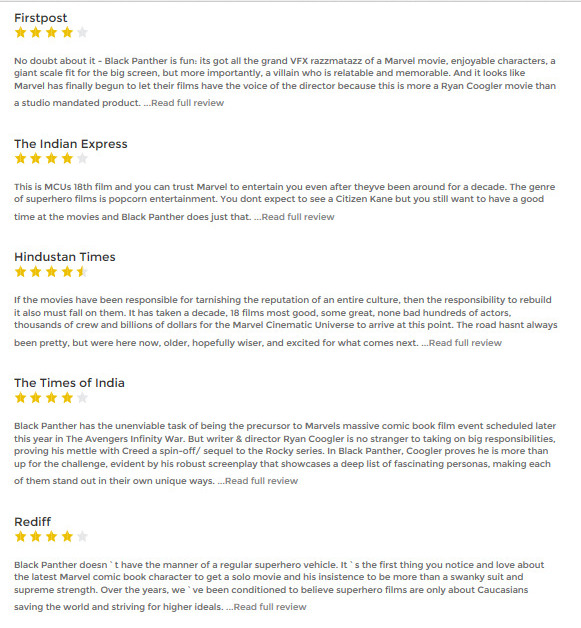 Firstpost
No doubt about it - Black Panther is fun: its got all the grand VFX razzmatazz of a Marvel movie, enjoyable characters, a
giant scale fit for the big screen, but more importantly, a villain who is relatable and memorable. And it looks like
Marvel has finally begun to let their films have the voice of the director because this is more a Ryan Coogler movie than
a studio mandated product. ...Read full review
The Indian Express
This is MCUs 18th film and you can trust Marvel to entertain you even after theyve been around for a decade. The genre
of superhero films is popcorn entertainment. You dont expect to see a Citizen Kane but you still want to have a good
time at the movies and Black Panther does just that. ...Read full review
Hindustan Times
If the movies have been responsible for tarnishing the reputation of an entire culture, then the responsibility to rebuild
it also must fall on them. It has taken a decade, 18 films most good, some great, none bad hundreds of actors,
thousands of crew and billions of dollars for the Marvel Cinematic Universe to arrive at this point. The road hasnt always
been pretty, but were here now, older, hopefully wiser, and excited for what comes next. ...Read full review
The Times of India
Black Panther has the unenviable task of being the precursor to Marvels massive comic book film event scheduled later
this year in The Avengers Infinity War. But writer & director Ryan Coogler is no stranger to taking on big responsibilities,
proving his mettle with Creed a spin-off/ sequel to the Rocky series. In Black Panther, Coogler proves he is more than
up for the challenge, evident by his robust screenplay that showcases a deep list of fascinating personas, making each
of them stand out in their own unique ways. ...Read full review
Rediff
Black Panther doesn`t have the manner of a regular superhero vehicle. It`s the first thing you notice and love about
the latest Marvel comic book character to get a solo movie and his insistence to be more than a swanky suit and
supreme strength. Over the years, we`ve been conditioned to believe superhero films are only about Caucasians
saving the world and striving for higher ideals. ...Read full review